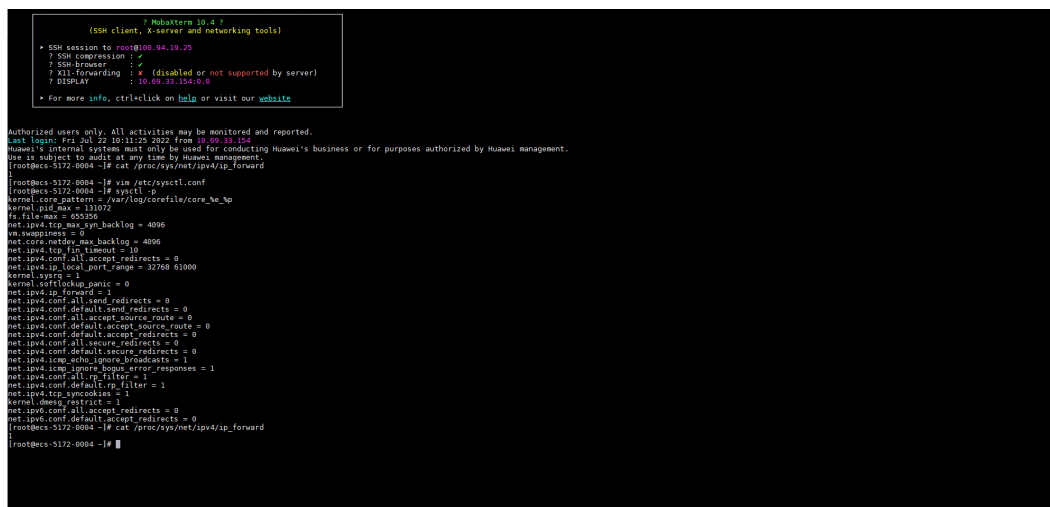 ? MobaXterm 10.4 ?
(SSH client, X-server and networking tools)
➤ SSH session to root@100.94.19.25
? SSH compression : ✔
? SSH-browser : ✔
? X11-forwarding : ✘ (disabled or not supported by server)
? DISPLAY : 10.69.33.154:0.0
➤ For more info, ctrl+click on help or visit our website
Authorized users only. All activities may be monitored and reported.
Last login: Fri Jul 22 10:11:25 2022 from 10.69.33.154
Huawei's internal systems must only be used for conducting Huawei's business or for purposes authorized by Huawei management.
Use is subject to audit at any time by Huawei management.
[root@ecs-5172-0004 ~]# cat /proc/sys/net/ipv4/ip_forward
1
[root@ecs-5172-0004 ~]# vim /etc/sysctl.conf
[root@ecs-5172-0004 ~]# sysctl -p
kernel.core_pattern = /var/log/corefile/core_%e_%p
kernel.pid_max = 131072
fs.file-max = 655356
net.ipv4.tcp_max_syn_backlog = 4096
vm.swappiness = 0
net.core.netdev_max_backlog = 4096
net.ipv4.tcp_fin_timeout = 10
net.ipv4.conf.all.accept_redirects = 0
net.ipv4.ip_local_port_range = 32768 61000
kernel.sysrq = 1
kernel.softlockup_panic = 0
net.ipv4.ip_forward = 1
net.ipv4.conf.all.send_redirects = 0
net.ipv4.conf.default.send_redirects = 0
net.ipv4.conf.all.accept_source_route = 0
net.ipv4.conf.default.accept_source_route = 0
net.ipv4.conf.default.accept_redirects = 0
net.ipv4.conf.all.secure_redirects = 0
net.ipv4.conf.default.secure_redirects = 0
net.ipv4.icmp_echo_ignore_broadcasts = 1
net.ipv4.icmp_ignore_bogus_error_responses = 1
net.ipv4.conf.all.rp_filter = 1
net.ipv4.conf.default.rp_filter = 1
net.ipv4.tcp_syncookies = 1
kernel.dmesg_restrict = 1
net.ipv6.conf.all.accept_redirects = 0
net.ipv6.conf.default.accept_redirects = 0
[root@ecs-5172-0004 ~]# cat /proc/sys/net/ipv4/ip_forward
1
[root@ecs-5172-0004 ~]#